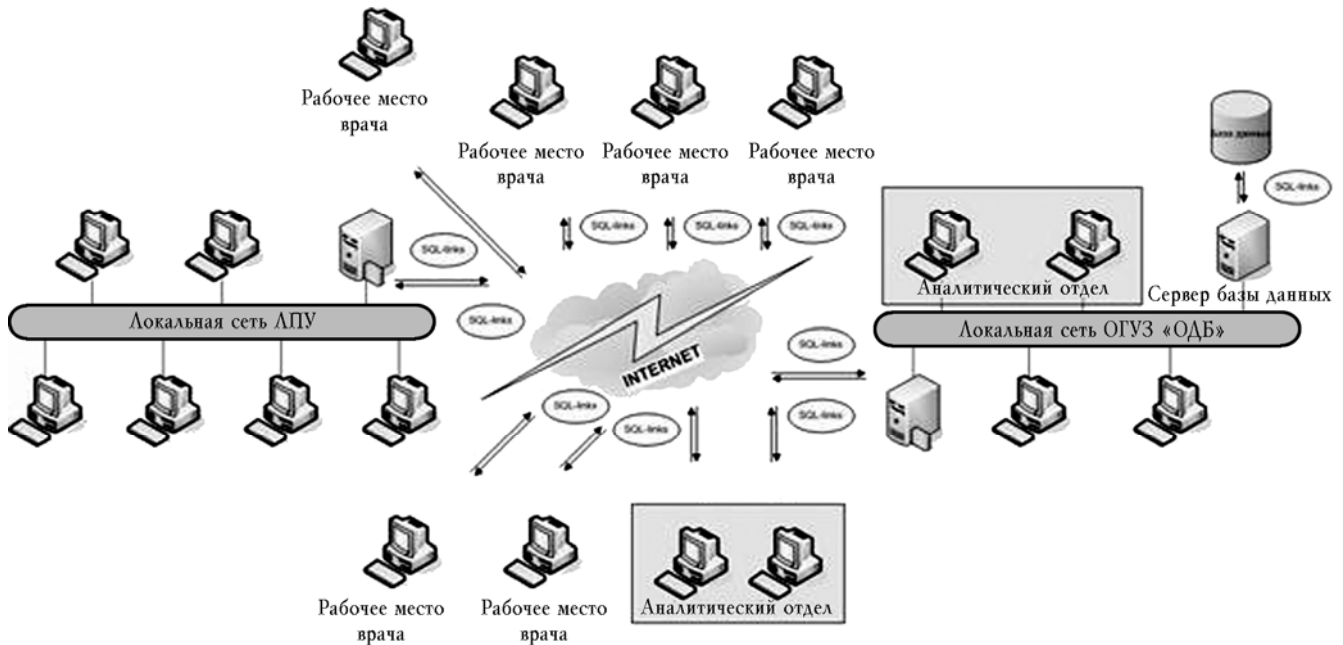 Рабочее место
врача
Рабочее место
врача
Рабочее место
врача
Рабочее место
врача
База данных
SQL-links
SQL-links
SQL-links
SQL-links
SQL-links
Аналитический отдел
Сервер базы данных
Локальная сеть ЛПУ
SQL-links
Локальная сеть ОГУЗ «ОДБ»
INTERNET
SQL-links
SQL-links
SQL-links
SQL-links
Рабочее место
врача
Рабочее место
врача
Аналитический отдел